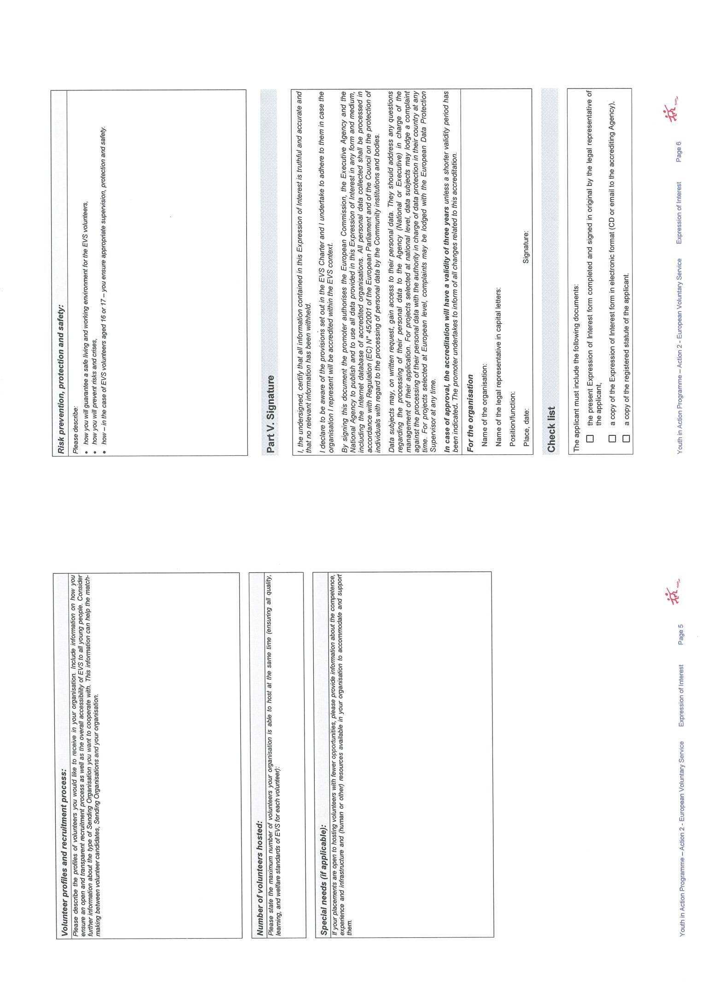 Volunteer profiles and recruitment process:
Please describe the profiles of volunteers you would like to receive in your organisation. Include information on how you
ensure an open and transparent recruitment process as well as the overall accessibility of EVS to all young people. Consider
further information about the type of Sending Organisation you want to cooperate with. This information can help the match-
making between volunteer candidates, Sending Organisations and your organisation.
Number of volunteers hosted:
Please state the maximum number of volunteers your organisation is able to host at the same time (ensuring all quality,
learning, and welfare standards of EVS for each volunteer):
Special needs (if applicable):
If your placements are open to hosting volunteers with fewer opportunities, please provide information about the competence,
experience and infrastructure and (human or other) resources available in your organisation to accommodate and support
them.
Youth in Action Programme – Action 2 - European Voluntary Service Expression of Interest Page 5
Risk prevention, protection and safety:
Please describe:
• how you will guarantee a safe living and working environment for the EVS volunteers,
• how you will prevent risks and crises,
• how – in the case of EVS volunteers aged 16 or 17 – you ensure appropriate supervision, protection and safety.
Part V. Signature
I, the undersigned, certify that all information contained in this Expression of Interest is truthful and accurate and
that no relevant information has been withheld.
I declare to be aware of the provisions set out in the EVS Charter and I undertake to adhere to them in case the
organisation I represent will be accredited within the EVS context.
By signing this document the promoter authorises the European Commission, the Executive Agency and the
National Agency to publish and to use all data provided in this Expression of Interest in any form and medium,
including the Internet database of accredited organisations. All personal data collected shall be processed in
accordance with Regulation (EC) N° 45/2001 of the European Parliament and of the Council on the protection of
individuals with regard to the processing of personal data by the Community institutions and bodies.
Data subjects may, on written request, gain access to their personal data. They should address any questions
regarding the processing of their personal data to the Agency (National or Executive) in charge of the
management of their application. For projects selected at national level, data subjects may lodge a complaint
against the processing of their personal data with the authority in charge of data protection in their country at any
time. For projects selected at European level, complaints may be lodged with the European Data Protection
Supervisor at any time.
In case of approval, the accreditation will have a validity of three years unless a shorter validity period has
been indicated. The promoter undertakes to inform of all changes related to this accreditation.
For the organisation
Name of the organisation:
Name of the legal representative in capital letters:
Position/function:
Place, date: Signature:
Check list
The applicant must include the following documents:
☐ the present Expression of Interest form completed and signed in original by the legal representative of
the applicant,
☐ a copy of the Expression of Interest form in electronic format (CD or email to the accrediting Agency),
☐ a copy of the registered statute of the applicant.
Youth in Action Programme – Action 2 - European Voluntary Service Expression of Interest Page 6